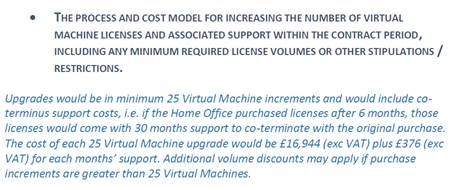 • The process and cost model for increasing the number of virtual
machine licenses and associated support within the contract period,
including any minimum required license volumes or other stipulations /
restrictions.
Upgrades would be in minimum 25 Virtual Machine increments and would include co-
terminus support costs, i.e. if the Home Office purchased licenses after 6 months, those
licenses would come with 30 months support to co-terminate with the original purchase.
The cost of each 25 Virtual Machine upgrade would be £16,944 (exc VAT) plus £376 (exc
VAT) for each months' support. Additional volume discounts may apply if purchase
increments are greater than 25 Virtual Machines.